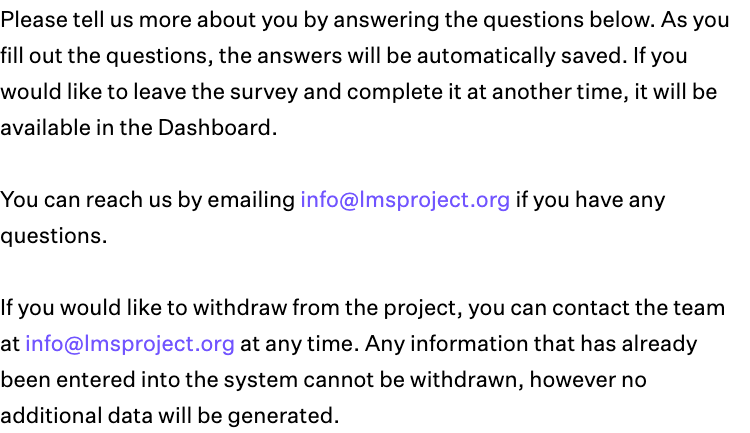 Please tell us more about you by answering the questions below. As you
fill out the questions, the answers will be automatically saved. If you
would like to leave the survey and complete it at another time, it will be
available in the Dashboard.
You can reach us by emailing info@lmsproject.org if you have any
questions.
If you would like to withdraw from the project, you can contact the team
at info@lmsproject.org at any time. Any information that has already
been entered into the system cannot be withdrawn, however no
additional data will be generated.